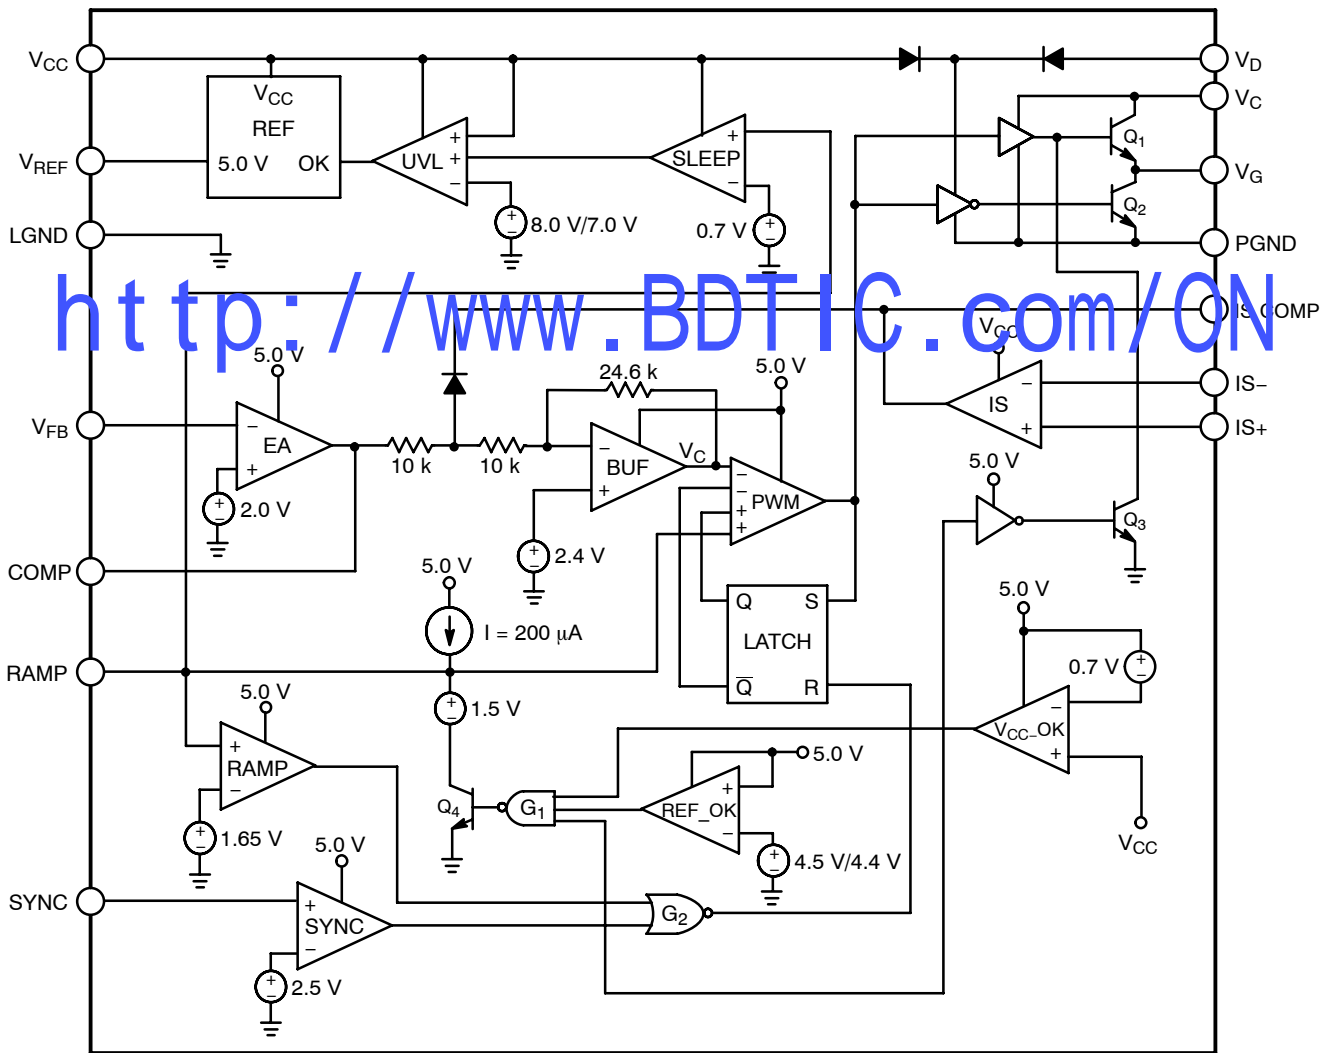 VCC
VD
VCC
REF
5.0 V OK
VREF
UVL
+
+
−
8.0 V/7.0 V
SLEEP
+
−
0.7 V
+
−
VC
Q1
VG
Q2
LGND
PGND
http://www.BDTIC.com/ON
IS COMP
VCC
5.0 V
24.6 k
5.0 V
IS−
IS
−
+
IS+
VFB
−
EA
+
10 k
10 k
−
BUF
+
VC
−
−
+
+
PWM
5.0 V
+
−
2.0 V
Q3
COMP
+
−
2.4 V
5.0 V
5.0 V
Q S
LATCH
Q R
I = 200 μA
0.7 V
+
−
RAMP
5.0 V
+
−
1.5 V
−
VCC−OK
+
+
RAMP
−
5.0 V
Q4
G1
+
REF_OK
−
+
−
1.65 V
5.0 V
+
−
4.5 V/4.4 V
VCC
SYNC
+
SYNC
−
G2
+
−
2.5 V